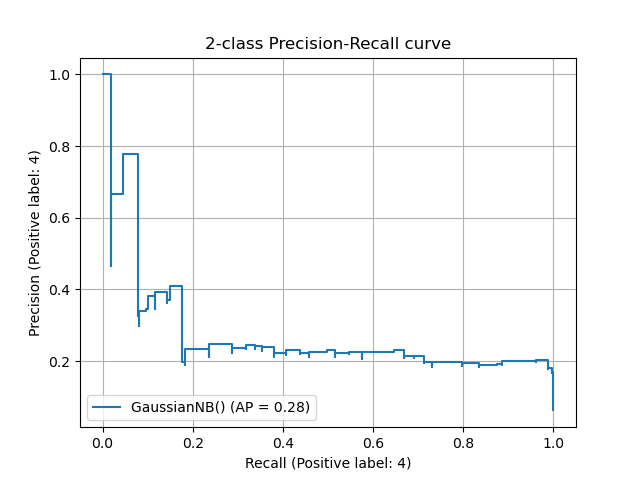 2-class Precision-Recall curve
Precision (Positive label: 4)
1.0
0.8
0.6
0.4
0.2
GaussianNB() (AP = 0.28)
0.0 0.2 0.4 0.6 0.8 1.0
Recall (Positive label: 4)